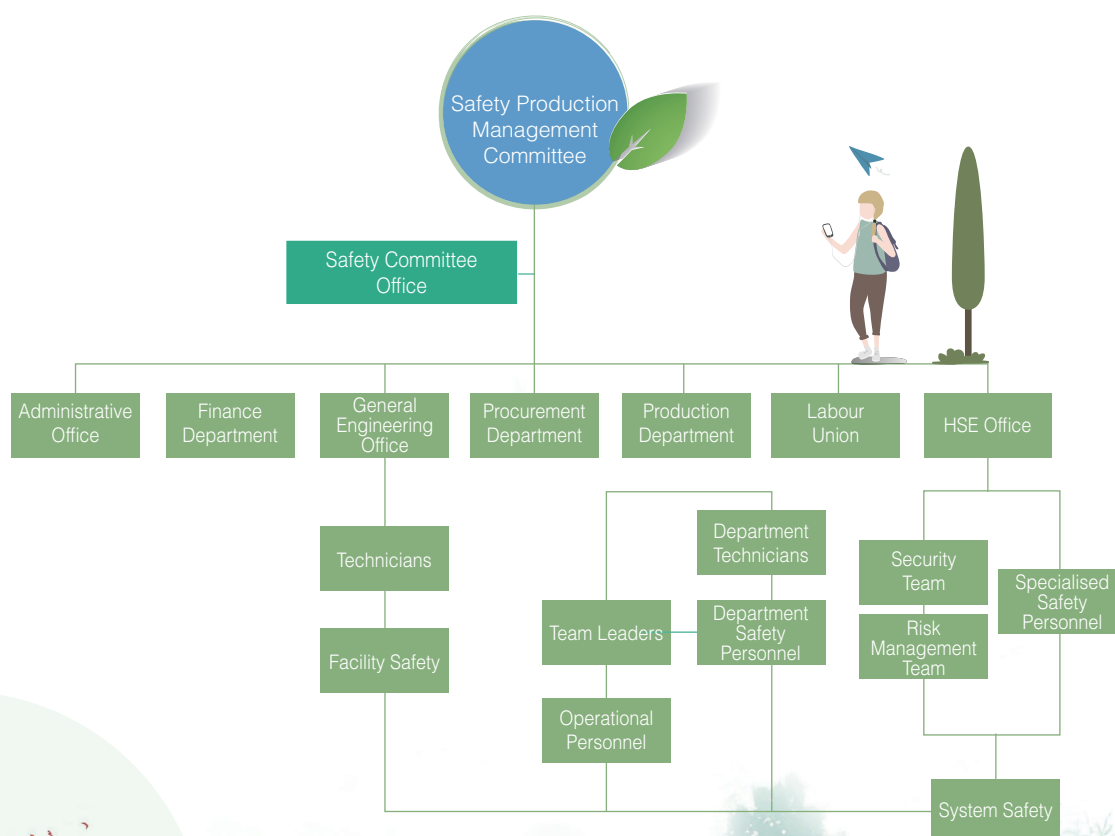 Safety Production
Management
Committee
Safety Committee
Office
Administrative
Office
Finance
Department
General
Engineering
Office
Procurement
Department
Production
Department
Labour
Union
HSE Office
Technicians
Department
Technicians
Security
Team
Specialised
Safety
Personnel
Team Leaders
Department
Safety
Personnel
Risk
Management
Team
Facility Safety
Operational
Personnel
System Safety